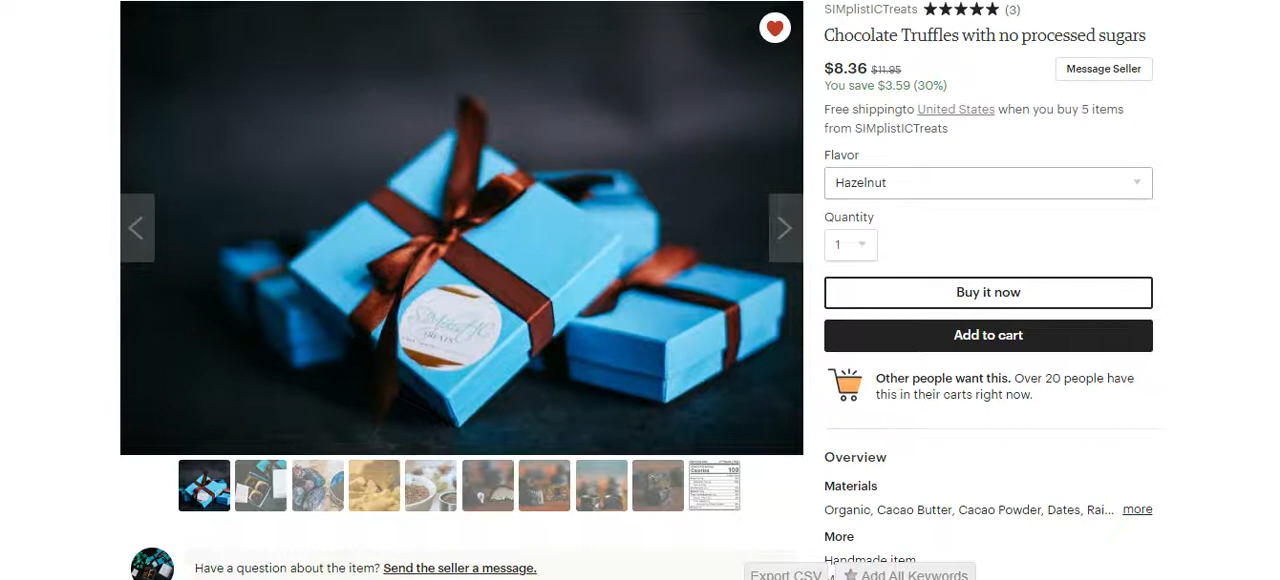 SIMplistICTreats ★★★★★ (3)
Chocolate Truffles with no processed sugars
$8.36 $11.95
Message Seller
You save $3.59 (30%)
Free shippingto United States when you buy 5 items
from SIMplistICTreats
Flavor
Hazelnut
Quantity
1
Buy it now
Add to cart
Other people want this. Over 20 people have
this in their carts right now.
Overview
Materials
Organic, Cacao Butter, Cacao Powder, Dates, Rai... more
More
Handmade item
TREATS
Calories 100
Have a question about the item? Send the seller a message.
Export CSV
Add All Keywords